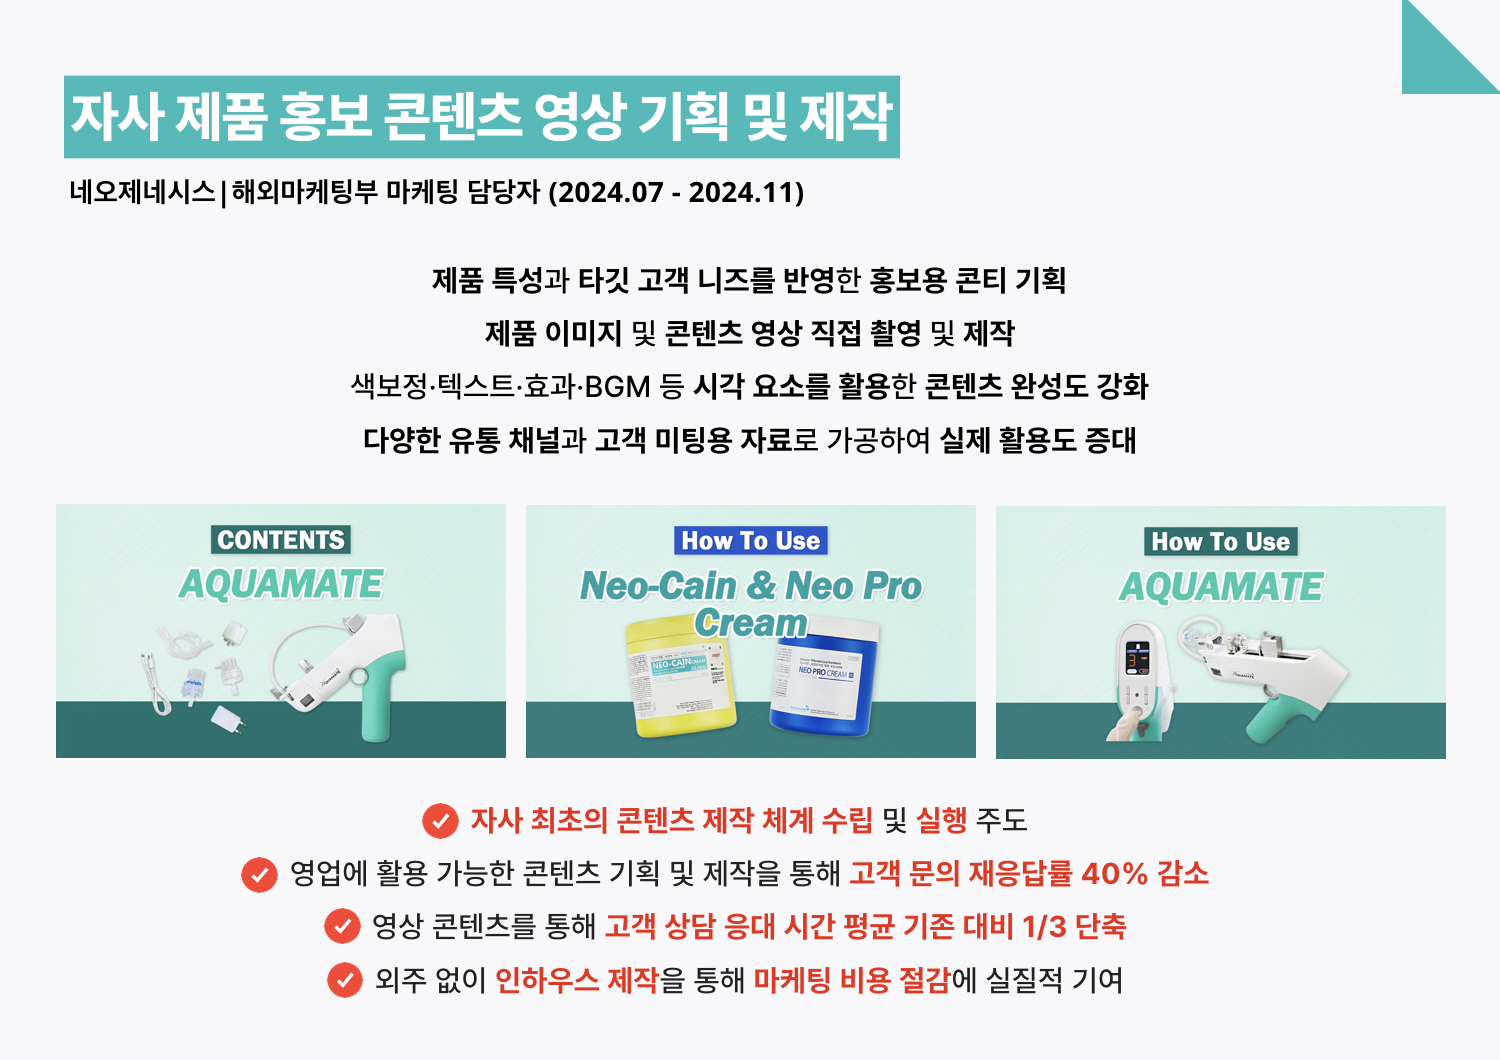 자사 제품 홍보 콘텐츠 영상 기획 및 제작
네오제네시스 | 해외마케팅부 마케팅 담당자 (2024.07 - 2024.11)
제품 특성과 타깃 고객 니즈를 반영한 홍보용 콘티 기획
제품 이미지 및 콘텐츠 영상 직접 촬영 및 제작
색보정·텍스트·효과·BGM 등 시각 요소를 활용한 콘텐츠 완성도 강화
다양한 유통 채널과 고객 미팅용 자료로 가공하여 실제 활용도 증대
CONTENTS
AQUAMATE
Aquamate
How To Use
Neo-Cain & Neo Pro
Cream
NEO-CAIN CREAM
NEO PRO CREAM
How To Use
AQUAMATE
3
Aquamate
자사 최초의 콘텐츠 제작 체계 수립 및 실행 주도
영업에 활용 가능한 콘텐츠 기획 및 제작을 통해 고객 문의 재응답률 40% 감소
영상 콘텐츠를 통해 고객 상담 응대 시간 평균 기존 대비 1/3 단축
외주 없이 인하우스 제작을 통해 마케팅 비용 절감에 실질적 기여